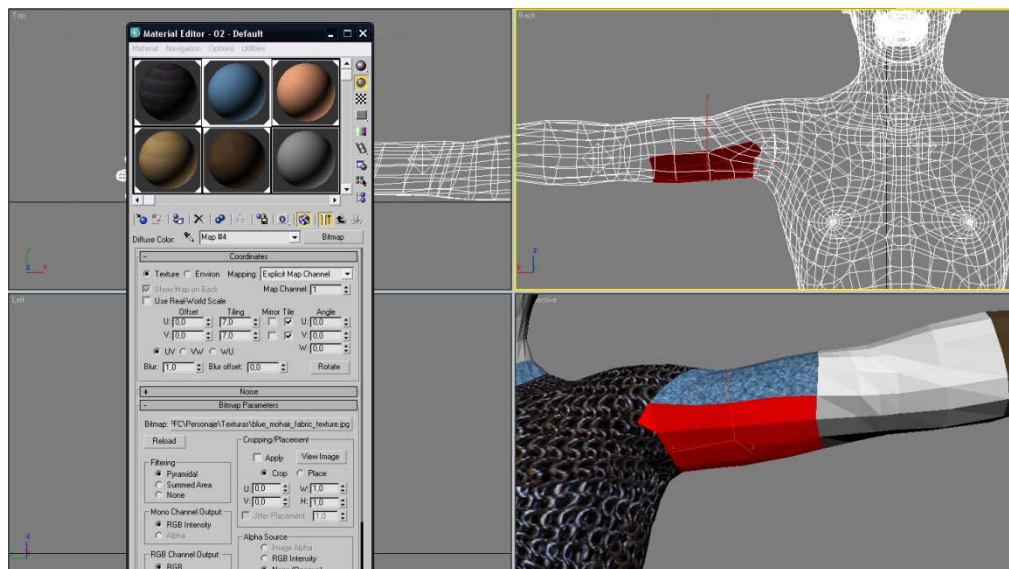 Top
Back
Material Editor - 02 - Default
Material Navigation Options Utilities
Diffuse Color: Map #4 Bitmap
- Coordinates
Texture Environ Mapping: Explicit Map Channel
Show Map on Back Map Channel: 1
Use Real-World Scale
Offset Tiling Mirror Tile Angle
U: 0,0 7,0 U: 0,0
V: 0,0 7,0 V: 0,0
UV VW WU W: 0,0
Blur: 1,0 Blur offset: 0,0 Rotate
+ Noise
- Bitmap Parameters
Bitmap: ?FC\Personaje\Texturas\blue_mohair_fabric_texture.jpg
Reload
Cropping/Placement
Apply View Image
Crop Place
U: 0,0 W: 1,0
V: 0,0 H: 1,0
Jitter Placement: 1,0
Filtering
Pyramidal
Summed Area
None
Mono Channel Output:
RGB Intensity
Alpha
RGB Channel Output:
RGB
Alpha Source
Image Alpha
RGB Intensity
None (Opaque)
Left
ective